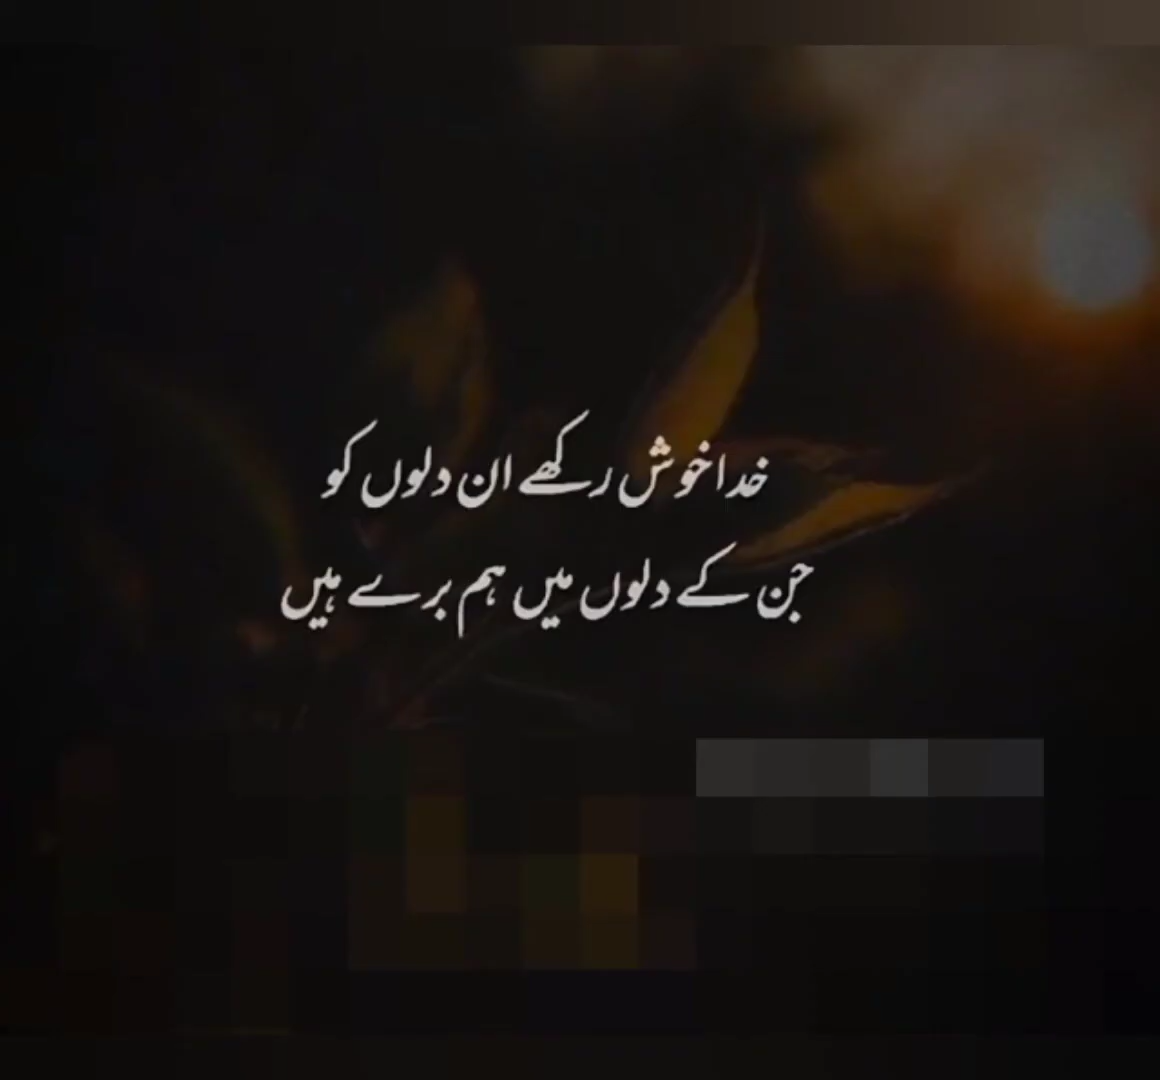 خدا خوش رکھے ان دلوں کو
جن کے دلوں میں ہم برے ہیں